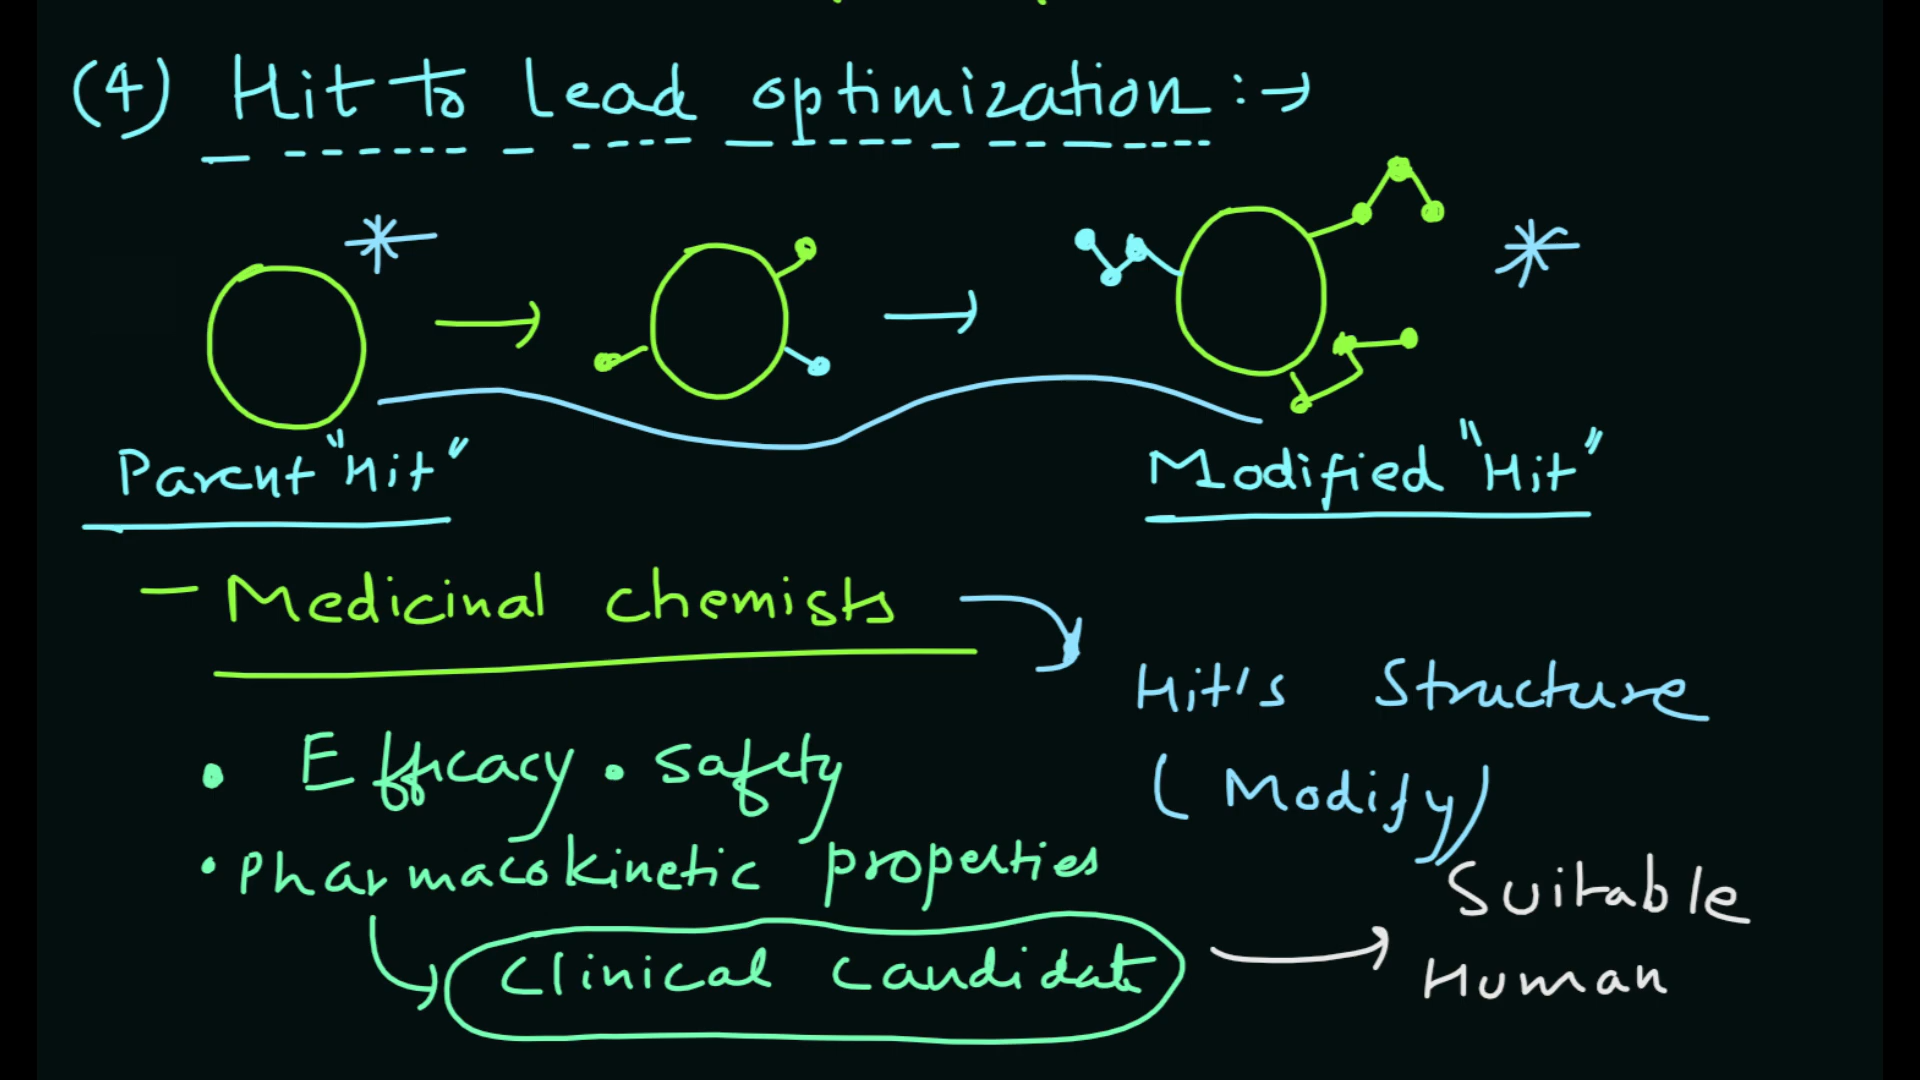 (4) Hit to Lead optimization :→
Parent "Hit"
Modified "Hit"
- Medicinal chemists
Hit's Structure
(Modify)
• Efficacy • safety
• Pharmacokinetic properties
Clinical candidate
Suitable
Human